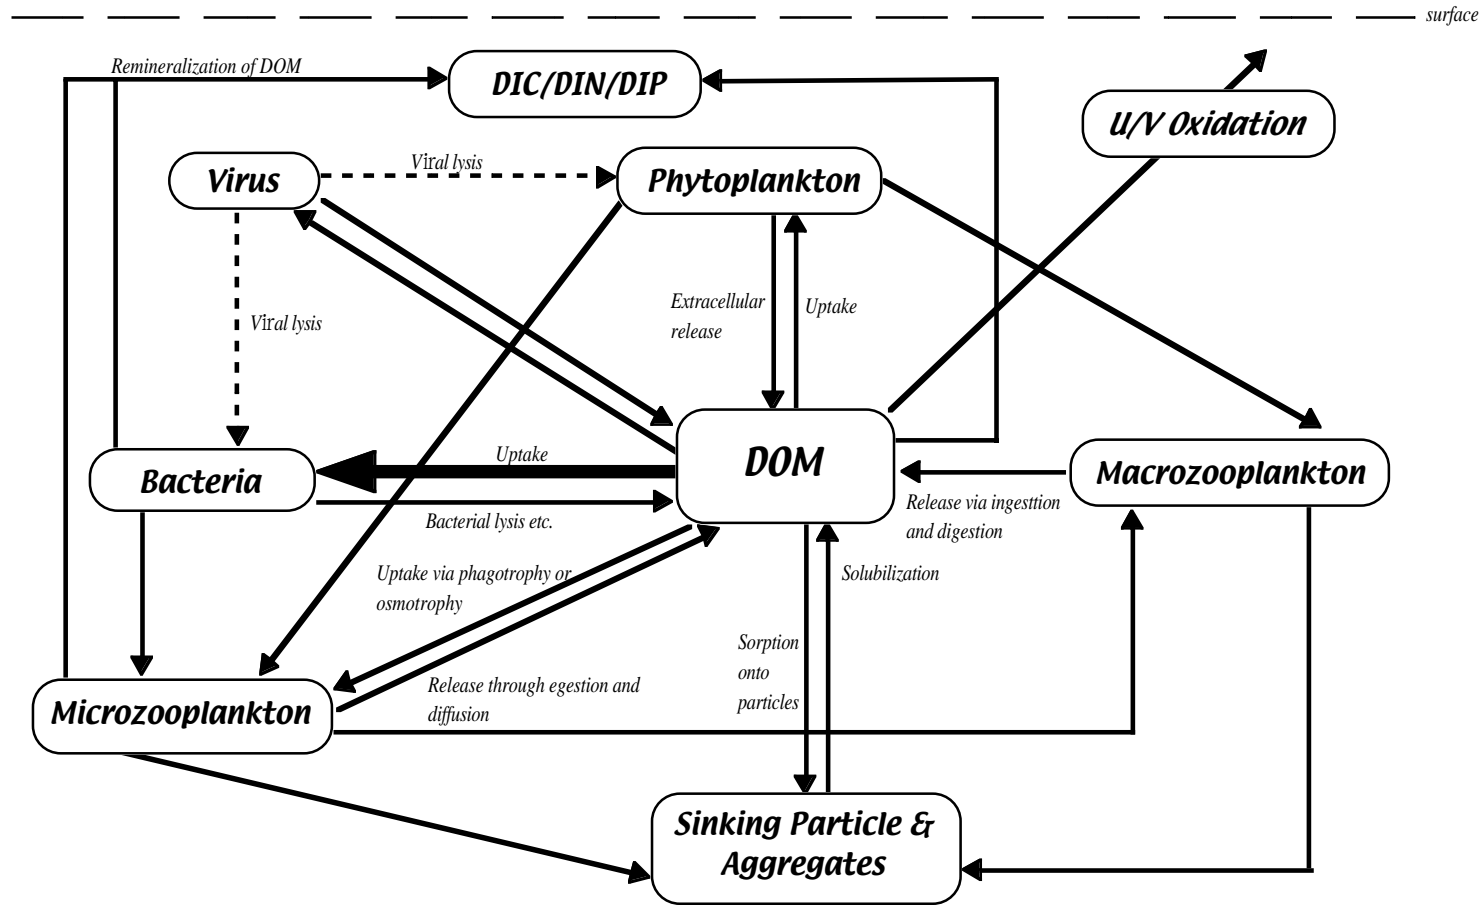 surface
Remineralization of DOM
DIC/DIN/DIP
U/V Oxidation
Viral lysis
Virus
Phytoplankton
Extracellular
release
Uptake
Viral lysis
DOM
Uptake
Bacteria
Macrozooplankton
Release via ingesttion
and digestion
Bacterial lysis etc.
Uptake via phagotrophy or
osmotrophy
Solubilization
Sorption
onto
particles
Release through egestion and
diffusion
Microzooplankton
Sinking Particle &
Aggregates